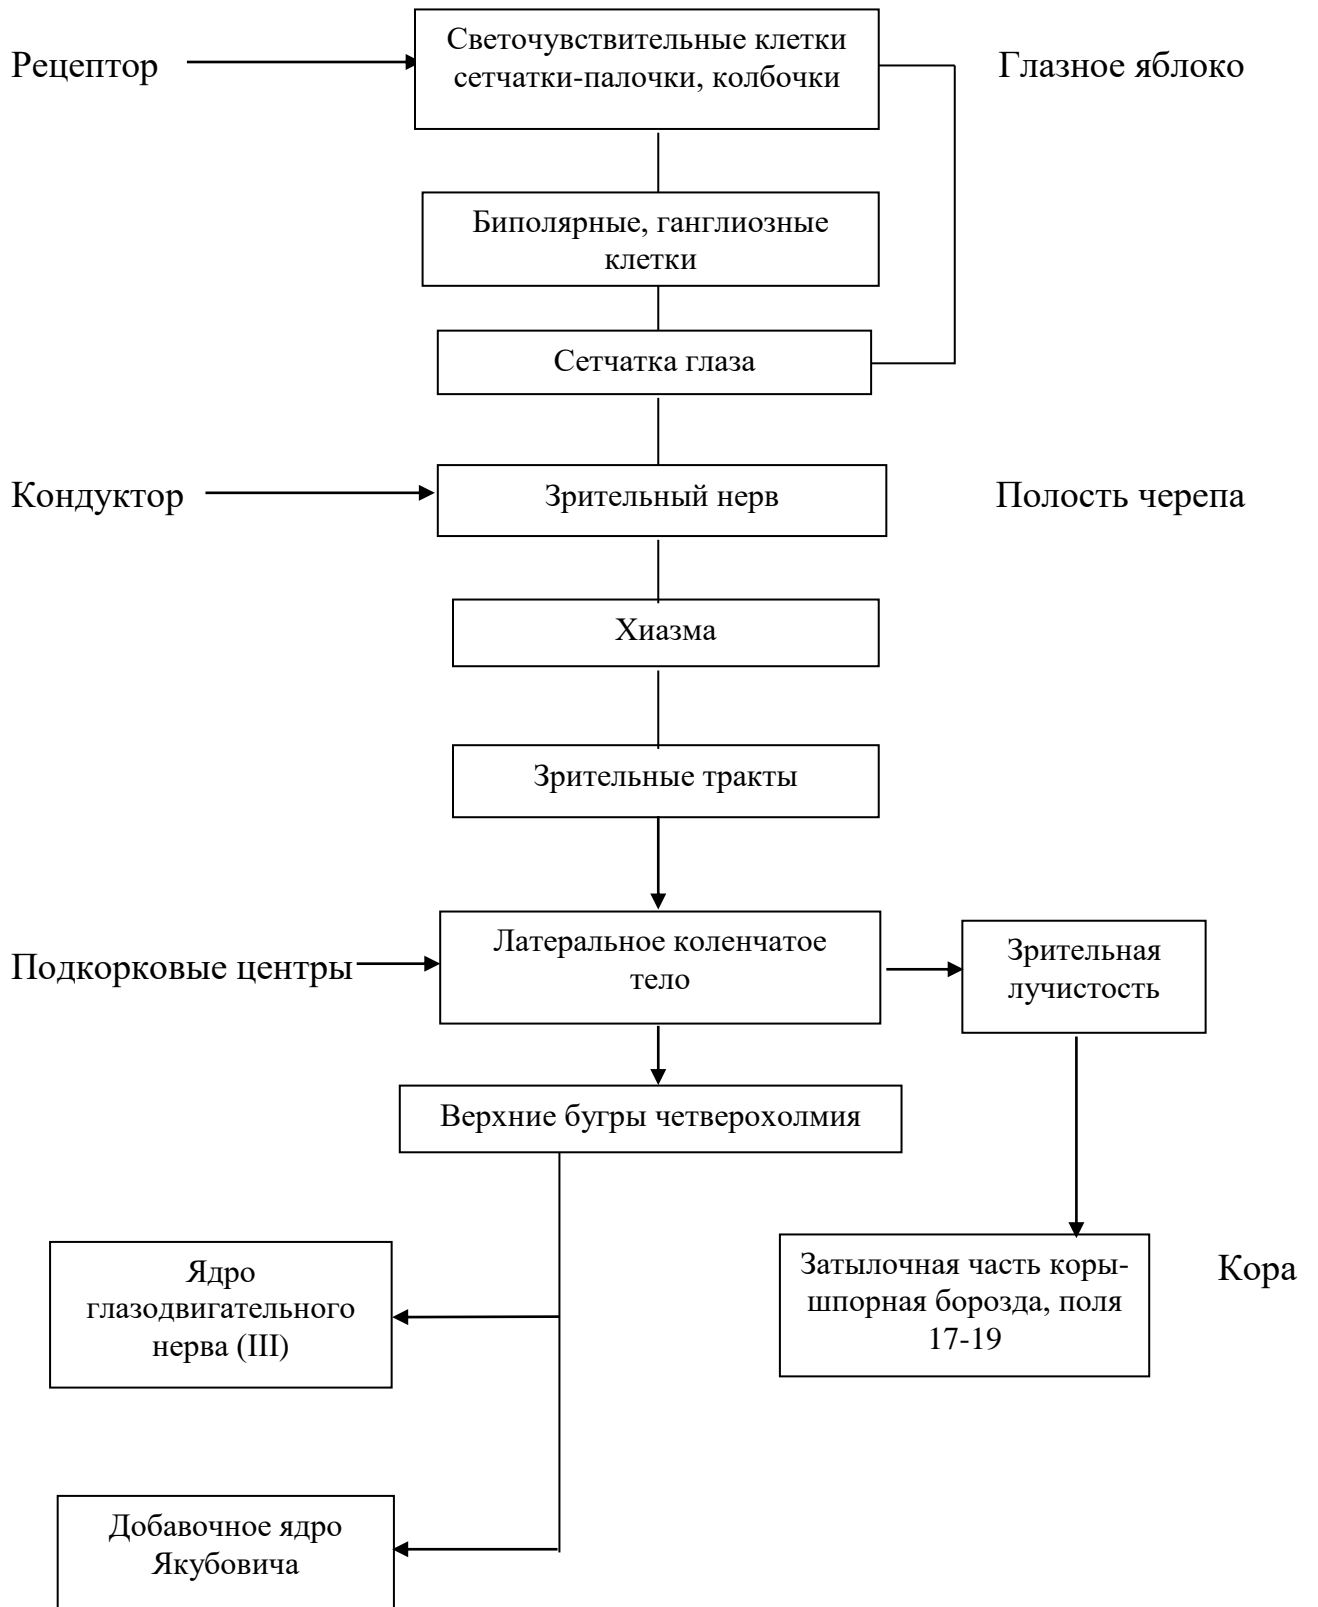 Рецептор
Светочувствительные клетки
сетчатки-палочки, колбочки
Глазное яблоко
Биполярные, ганглиозные
клетки
Сетчатка глаза
Кондуктор
Зрительный нерв
Полость черепа
Хиазма
Зрительные тракты
Подкорковые центры
Латеральное коленчатое
тело
Зрительная
лучистость
Верхние бугры четверохолмия
Ядро
глазодвигательного
нерва (III)
Затылочная часть коры-
шпорная борозда, поля
17-19
Кора
Добавочное ядро
Якубовича